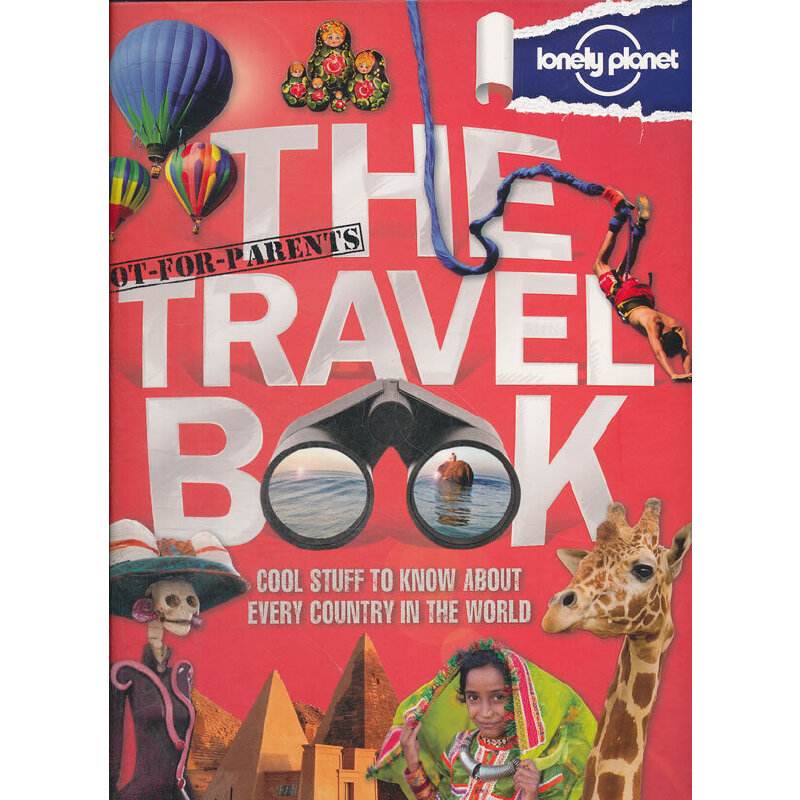 lonely planet
THE
OT-FOR-PARENTS
TRAVEL
BOOK
COOL STUFF TO KNOW ABOUT
EVERY COUNTRY IN THE WORLD